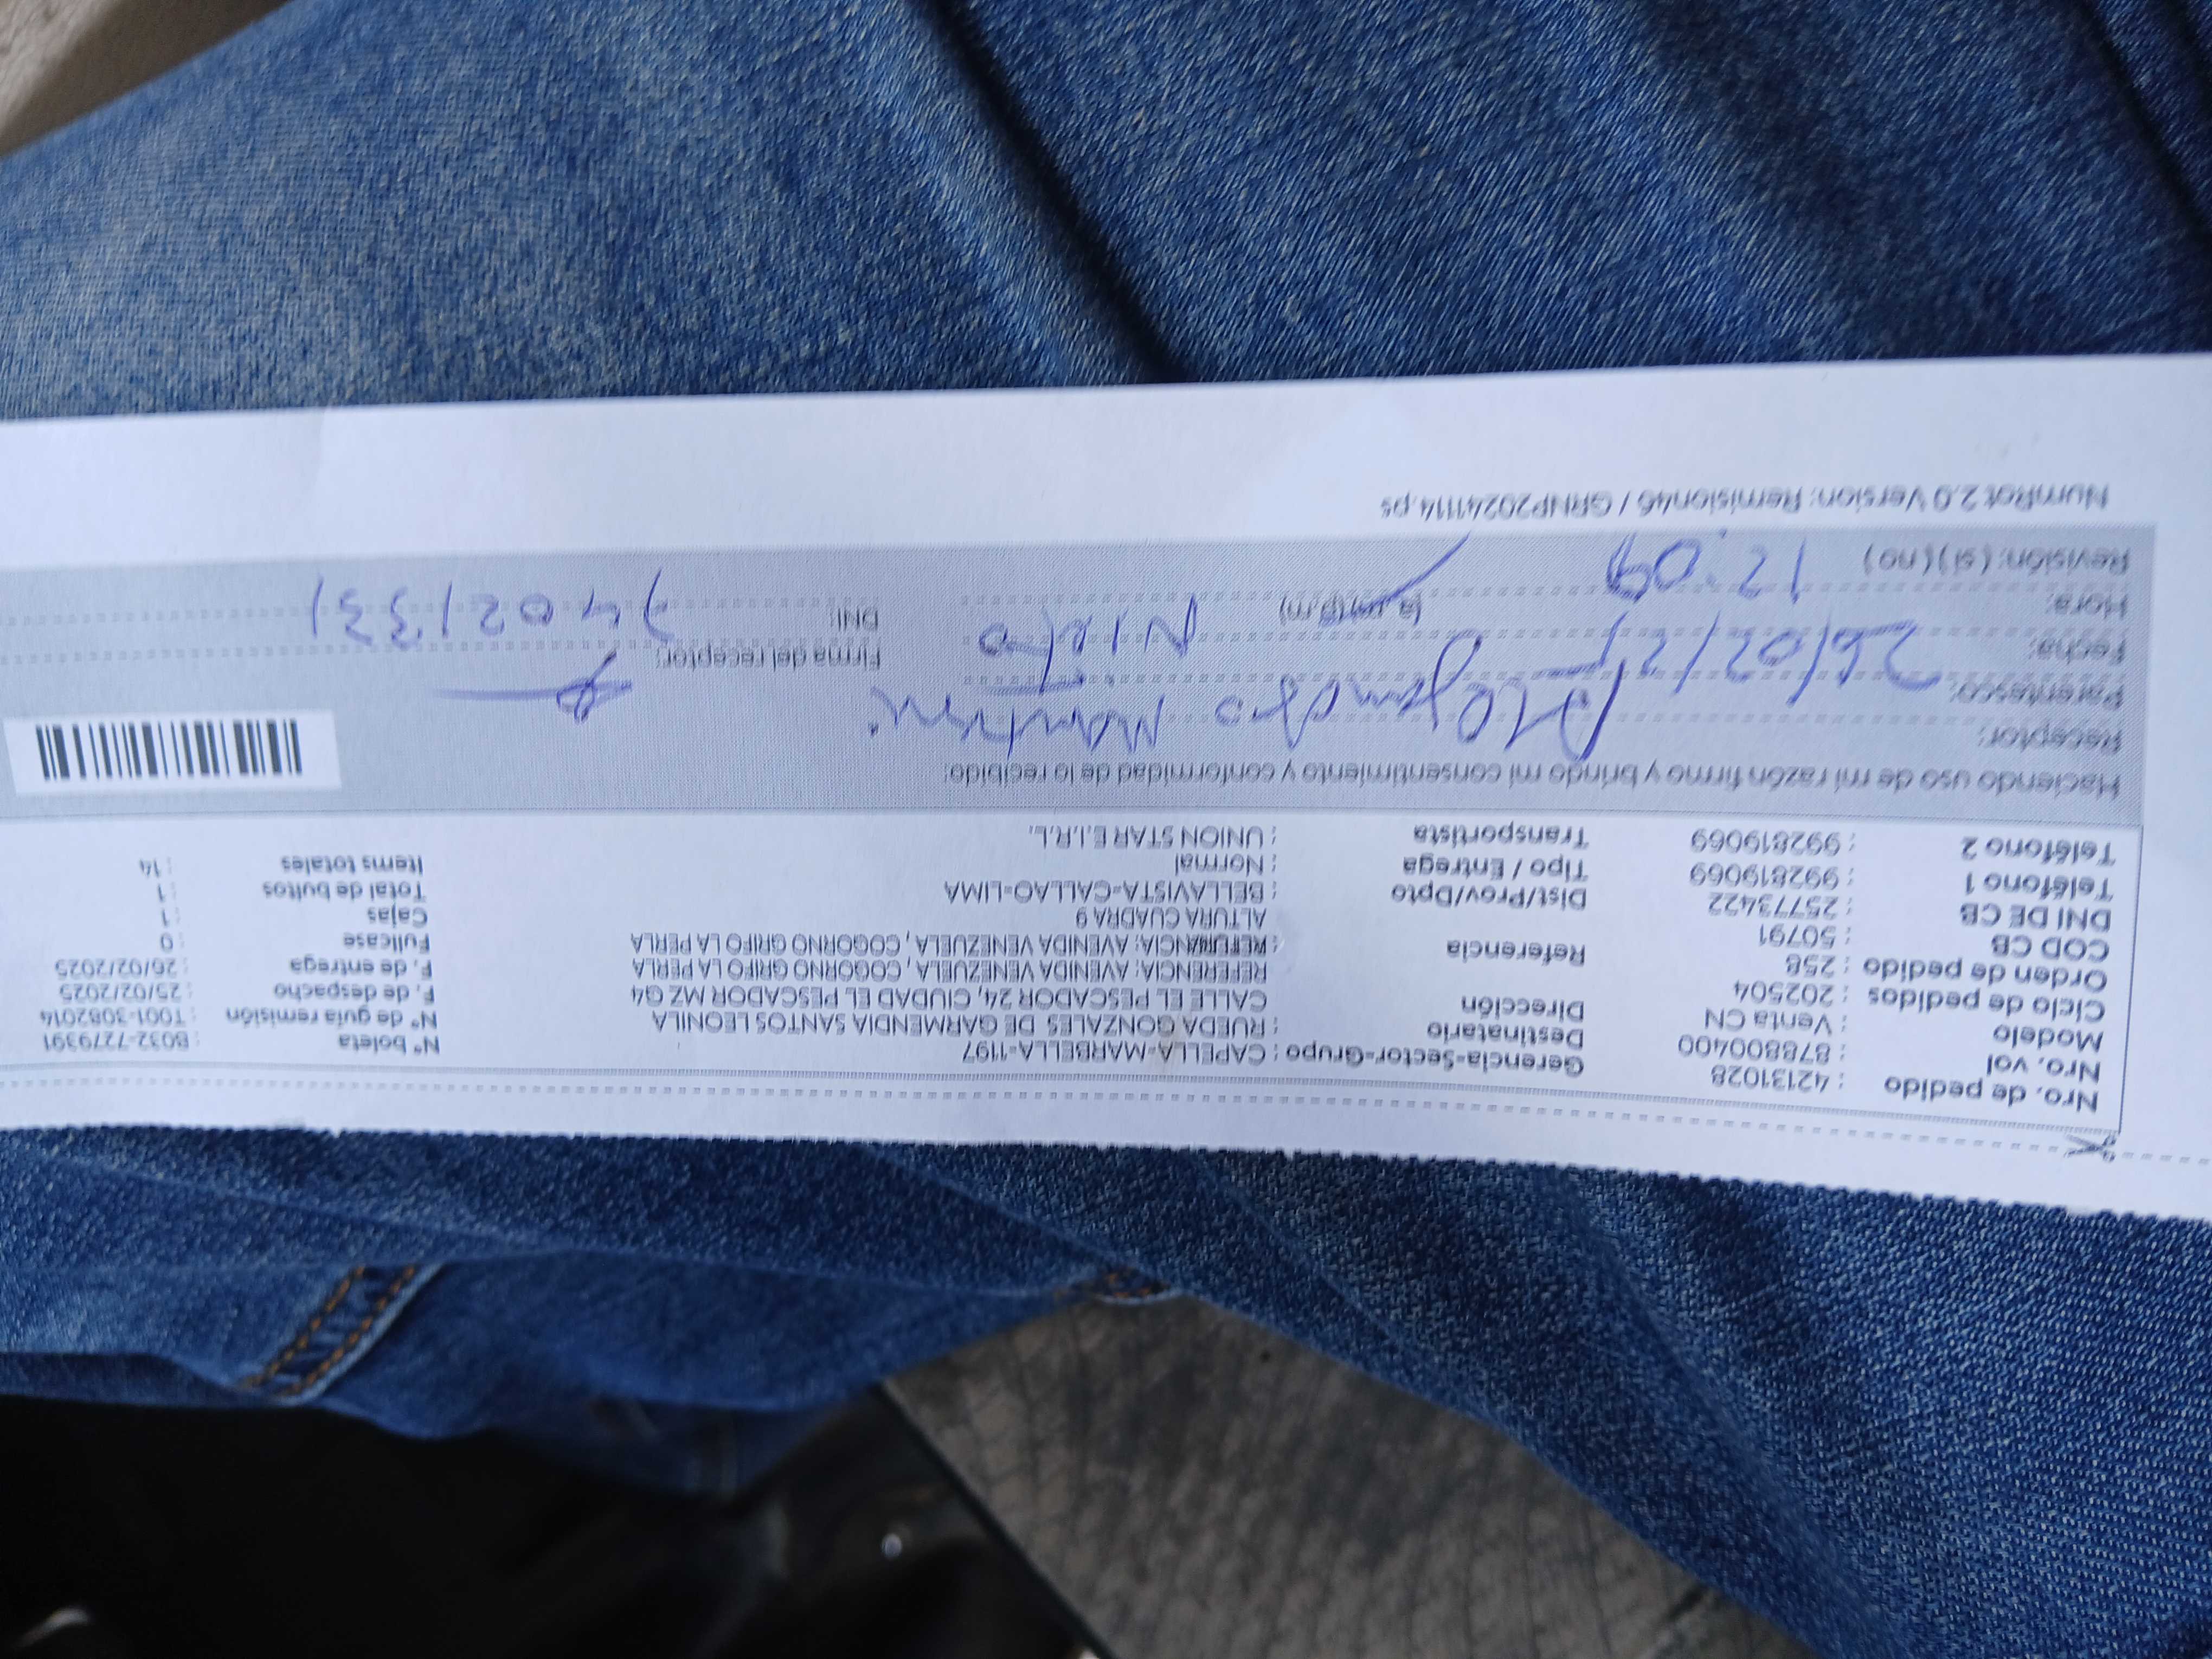 Nro. de pedido : 42131028 Gerencia-Sector-Grupo : CAPELLA-MARBELLA-1197 N° boleta : B032-7279391
Nro. vol : 878800400 Destinatario : RUEDA GONZALES DE GARMENDIA SANTOS LEONILA N° de guía remisión : T001-3082014
Modelo : Venta CN Dirección CALLE EL PESCADOR 24, CIUDAD EL PESCADOR MZ G4 F. de despacho : 25/02/2025
Ciclo de pedidos : 202504 REFERENCIA: AVENIDA VENEZUELA , COGORNO GRIFO LA PERLA F. de entrega : 26/02/2025
Orden de pedido : 258 Referencia : REFERENCIA: AVENIDA VENEZUELA , COGORNO GRIFO LA PERLA Fullcase : 0
COD CB : 50791 ALTURA CUADRA 9 Cajas : 1
DNI DE CB : 25773422 Dist/Prov/Dpto : BELLAVISTA-CALLAO-LIMA Total de bultos : 1
Teléfono 1 : 992819069 Tipo / Entrega : Normal Items totales : 14
Teléfono 2 : 992819069 Transportista : UNION STAR E.I.R.L.
Haciendo uso de mi razón firmo y brindo mi consentimiento y conformidad de lo recibido:
Receptor: Alejandro
Parentesco: Nieto Firma del receptor:
Fecha: 26/02/25
Hora: 12:09 (a.m)(p.m) DNI: 74021331
Revisión: ( si ) ( no )
NumRot 2.0 Version: Remision46 / GRNP20241114.ps